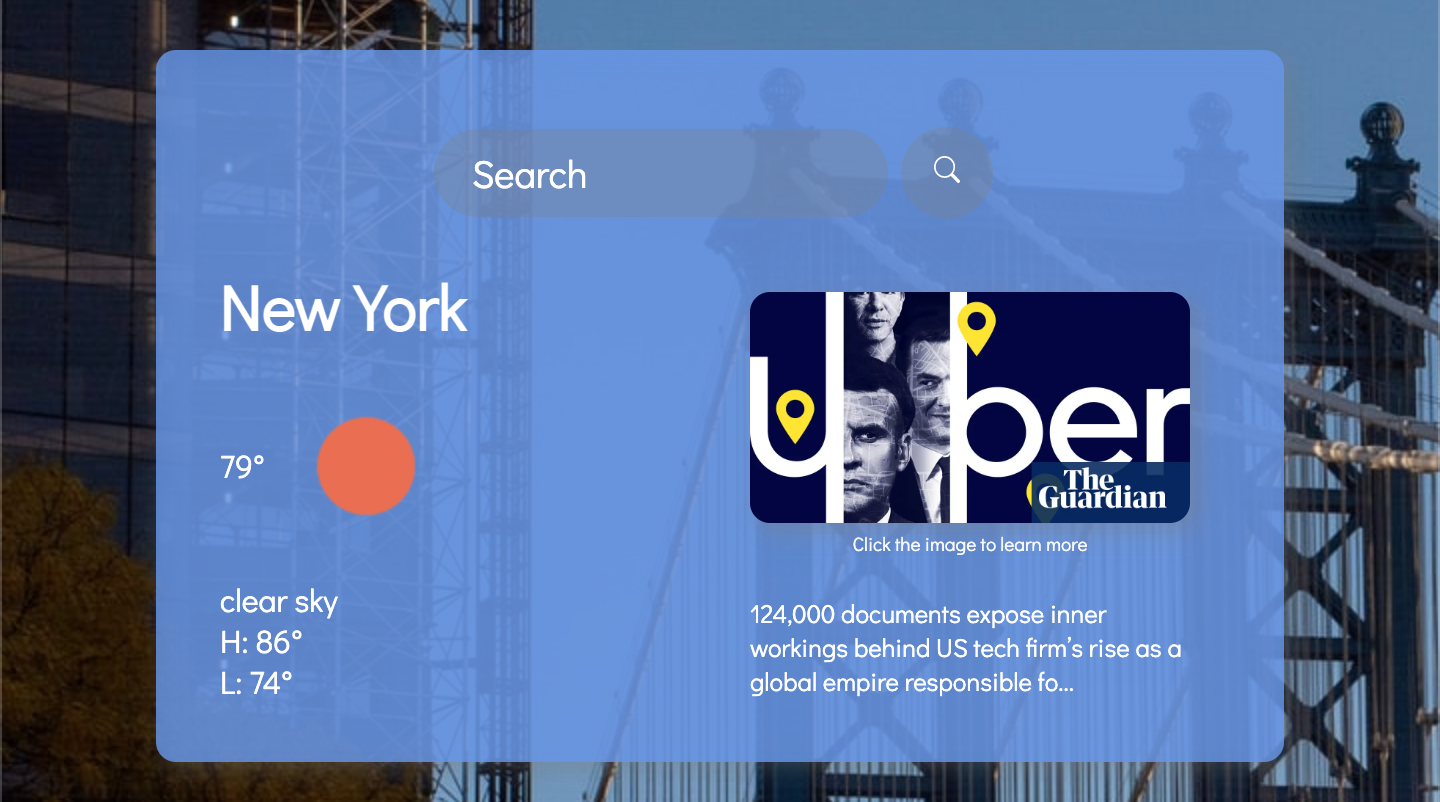 Search
New York
79°
clear sky
H: 86°
L: 74°
Uber
The
Guardian
Click the image to learn more
124,000 documents expose inner
workings behind US tech firm’s rise as a
global empire responsible fo...